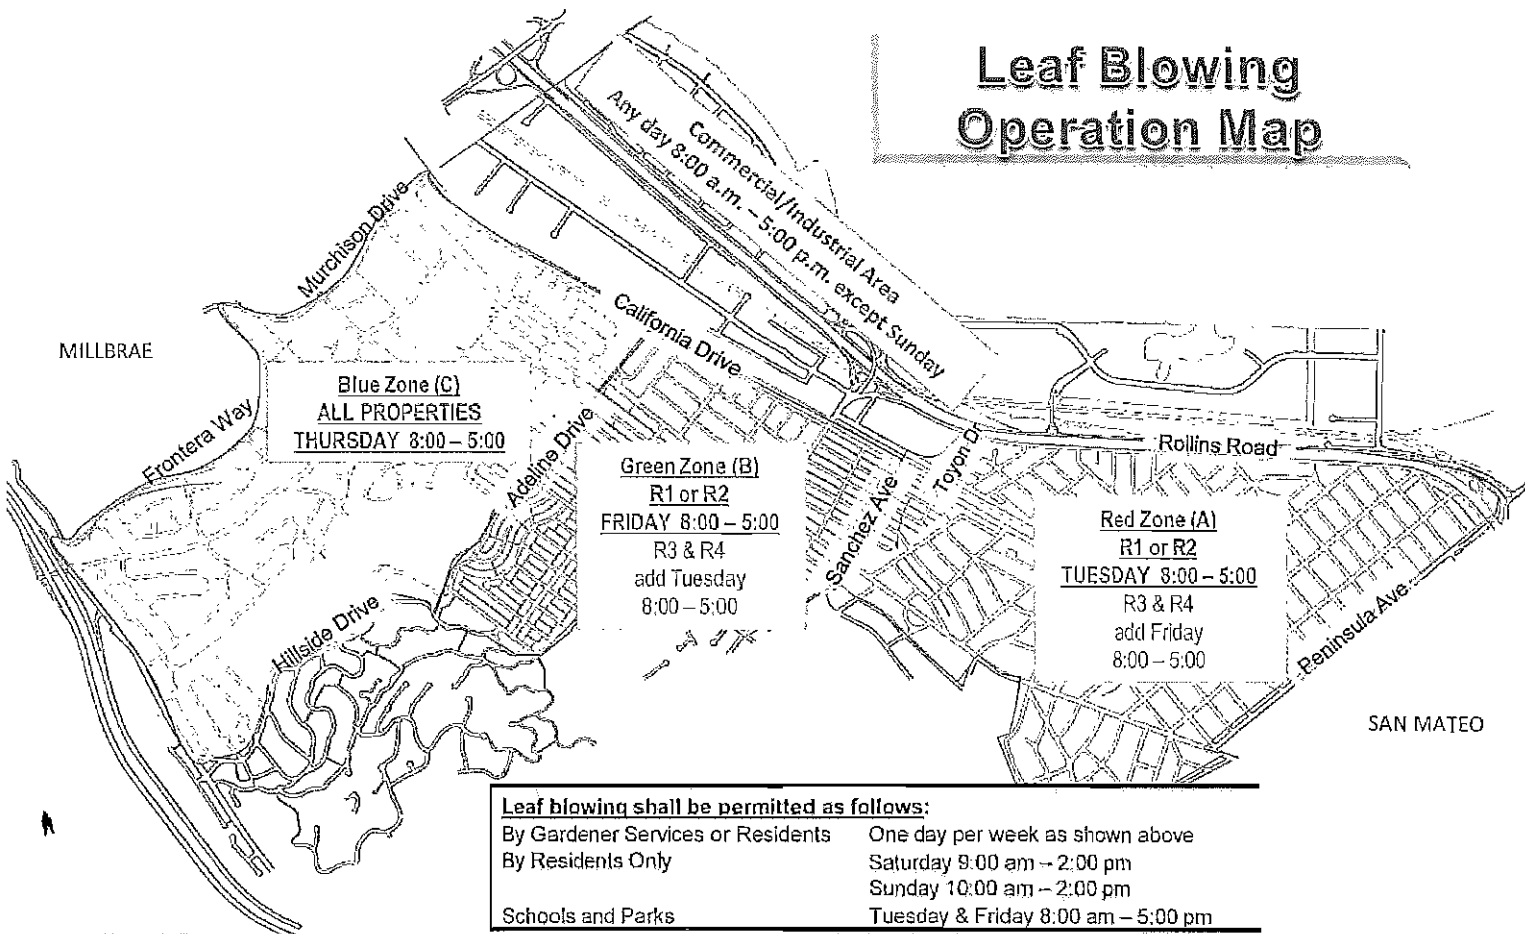 Leaf Blowing
Operation Map
Commercial/Industrial Area
Any day 8:00 a.m. – 5:00 p.m. except Sunday
Murchison Drive
California Drive
MILLBRAE
Blue Zone (C)
ALL PROPERTIES
THURSDAY 8:00 – 5:00
Frontera Way
Adeline Drive
Green Zone (B)
R1 or R2
FRIDAY 8:00 – 5:00
R3 & R4
add Tuesday
8:00 – 5:00
Sanchez Ave
Toyon Dr
Rollins Road
Red Zone (A)
R1 or R2
TUESDAY 8:00 – 5:00
R3 & R4
add Friday
8:00 – 5:00
Peninsula Ave.
Hillside Drive
SAN MATEO
Leaf blowing shall be permitted as follows:
By Gardener Services or Residents One day per week as shown above
By Residents Only Saturday 9:00 am – 2:00 pm
Sunday 10:00 am – 2:00 pm
Schools and Parks Tuesday & Friday 8:00 am – 5:00 pm